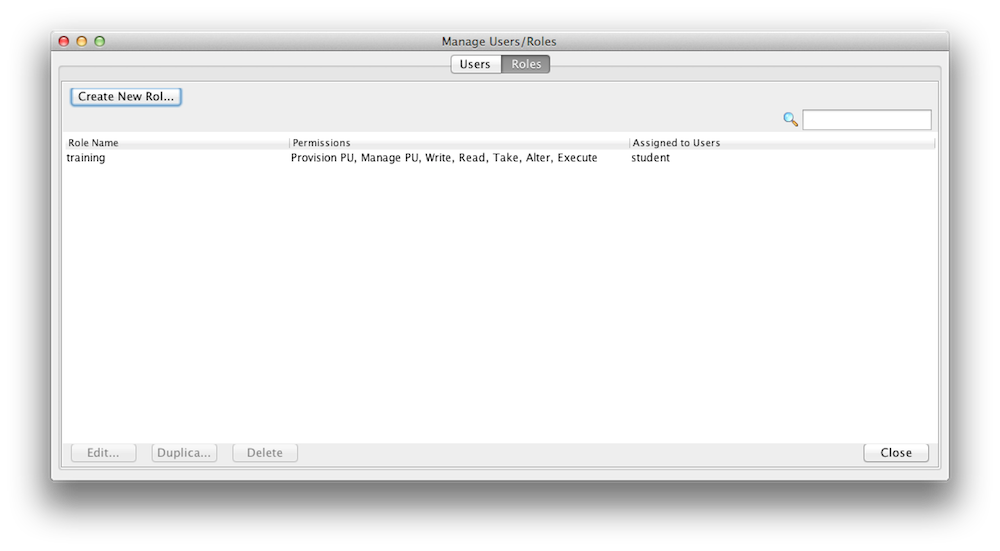 Manage Users/Roles
Users Roles
Create New Rol...
Role Name Permissions Assigned to Users
training Provision PU, Manage PU, Write, Read, Take, Alter, Execute student
Edit... Duplica... Delete Close